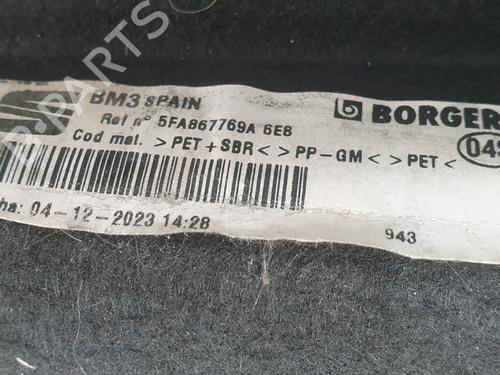 BM3 SPAIN
Ref nº 5FA867769A 6E8
BORGER
Cod mat. >PET+SBR<>PP-GM<>PET<
04-12-2023 14:28
943
PARTS